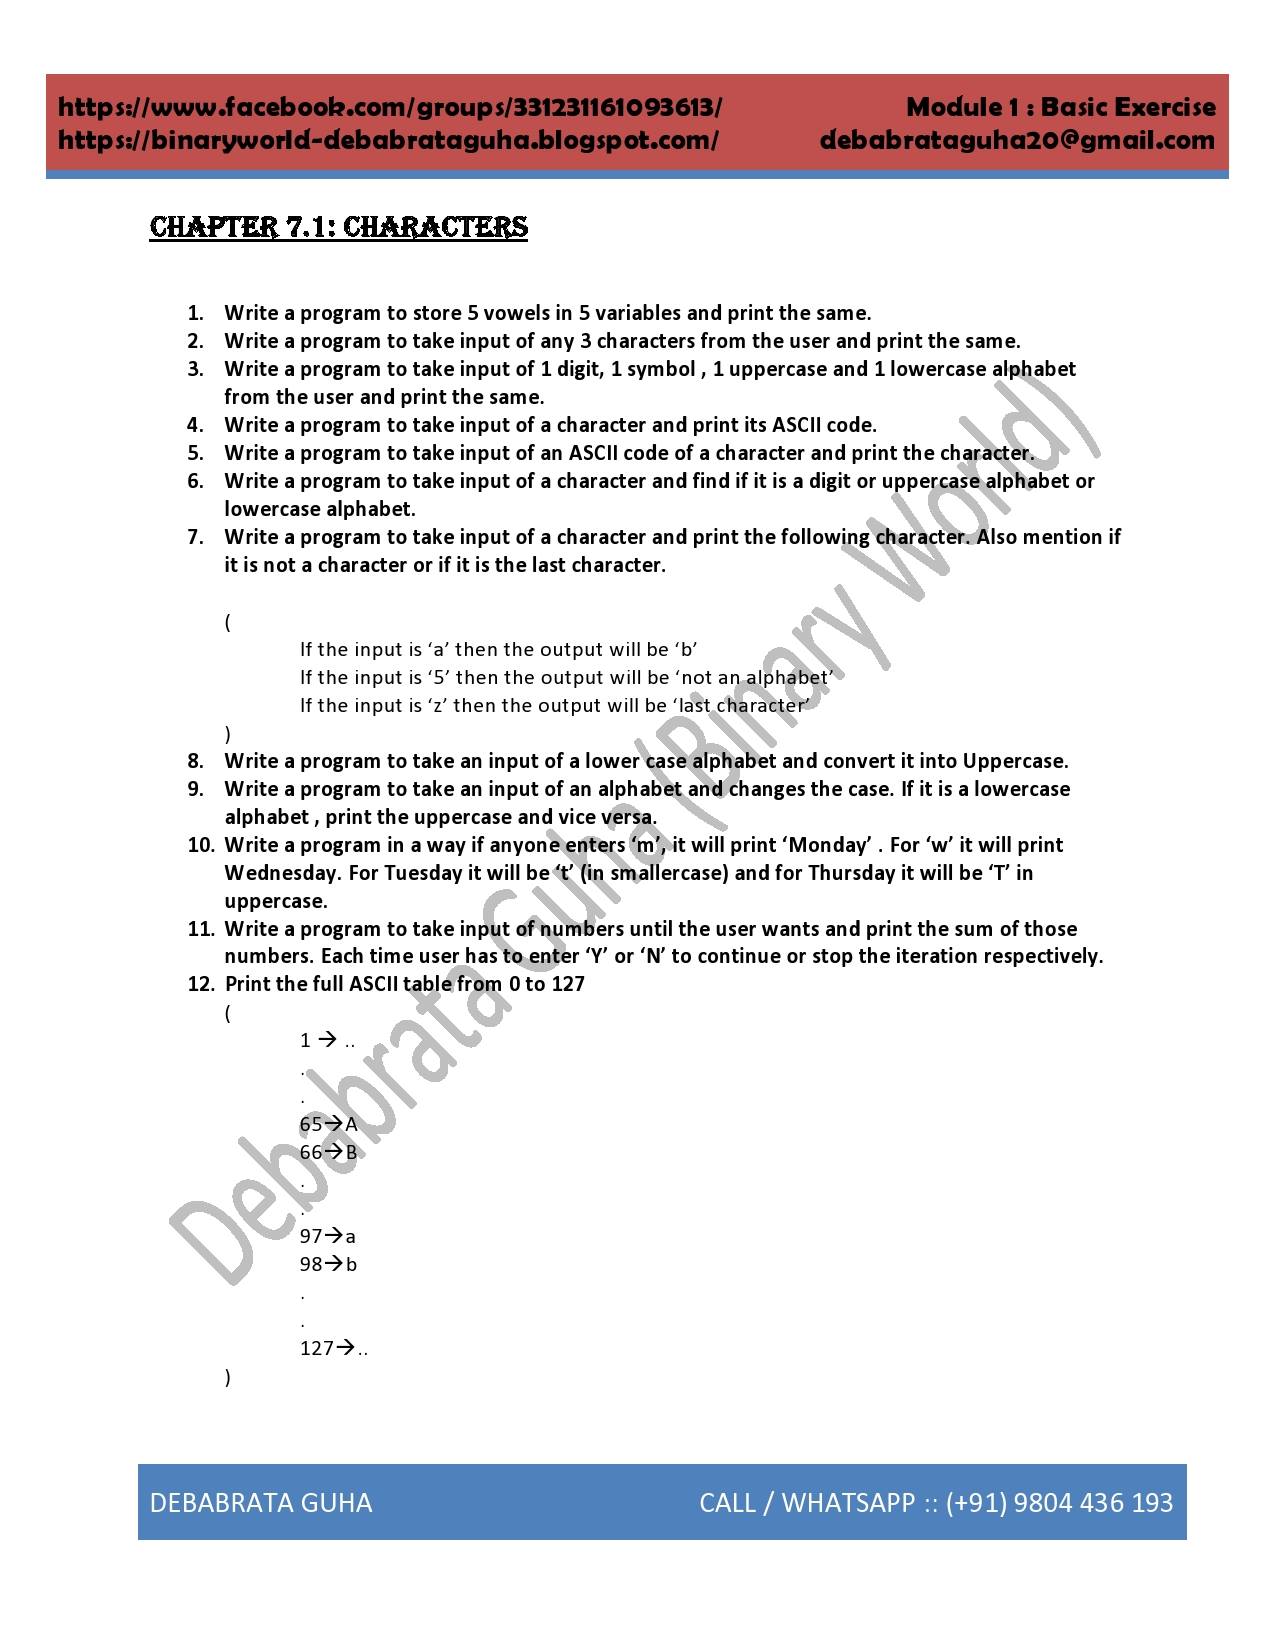 https://www.facebook.com/groups/331231161093613/ Module 1 : Basic Exercise
https://binaryworld-debabrataguha.blogspot.com/ debabrataguha20@gmail.com
CHAPTER 7.1: CHARACTERS
1. Write a program to store 5 vowels in 5 variables and print the same.
2. Write a program to take input of any 3 characters from the user and print the same.
3. Write a program to take input of 1 digit, 1 symbol , 1 uppercase and 1 lowercase alphabet
from the user and print the same.
4. Write a program to take input of a character and print its ASCII code.
5. Write a program to take input of an ASCII code of a character and print the character.
6. Write a program to take input of a character and find if it is a digit or uppercase alphabet or
lowercase alphabet.
7. Write a program to take input of a character and print the following character. Also mention if
it is not a character or if it is the last character.
(
If the input is ‘a’ then the output will be ‘b’
If the input is ‘5’ then the output will be ‘not an alphabet’
If the input is ‘z’ then the output will be ‘last character’
)
8. Write a program to take an input of a lower case alphabet and convert it into Uppercase.
9. Write a program to take an input of an alphabet and changes the case. If it is a lowercase
alphabet , print the uppercase and vice versa.
10. Write a program in a way if anyone enters ‘m’, it will print ‘Monday’ . For ‘w’ it will print
Wednesday. For Tuesday it will be ‘t’ (in smallercase) and for Thursday it will be ‘T’ in
uppercase.
11. Write a program to take input of numbers until the user wants and print the sum of those
numbers. Each time user has to enter ‘Y’ or ‘N’ to continue or stop the iteration respectively.
12. Print the full ASCII table from 0 to 127
(
1 → ..
.
.
65→A
66→B
.
.
97→a
98→b
.
.
127→..
)
Debabrata Guha (Binary World)
DEBABRATA GUHA CALL / WHATSAPP :: (+91) 9804 436 193